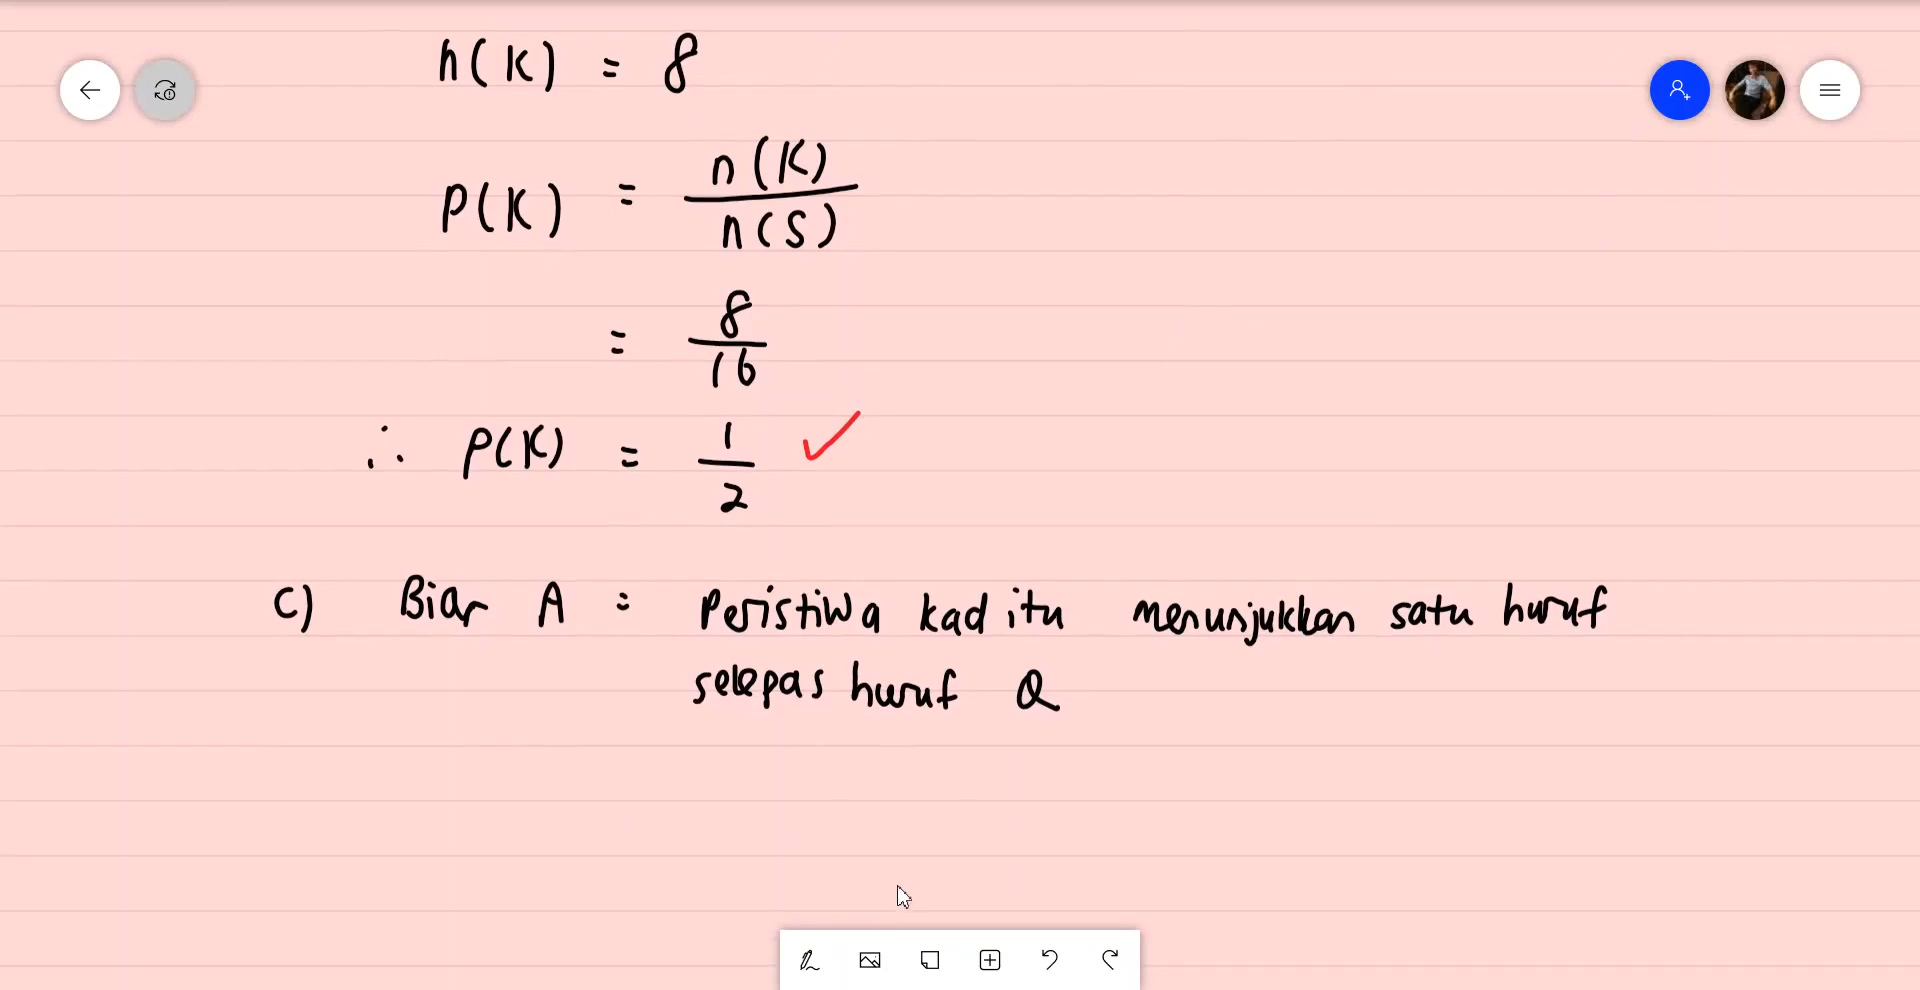 n(K) = 8
P(K) = n(K)
n(S)
= 8
16
∴ P(K) = 1
2
c) Biar A = Peristiwa kad itu menunjukkan satu huruf
selepas huruf Q